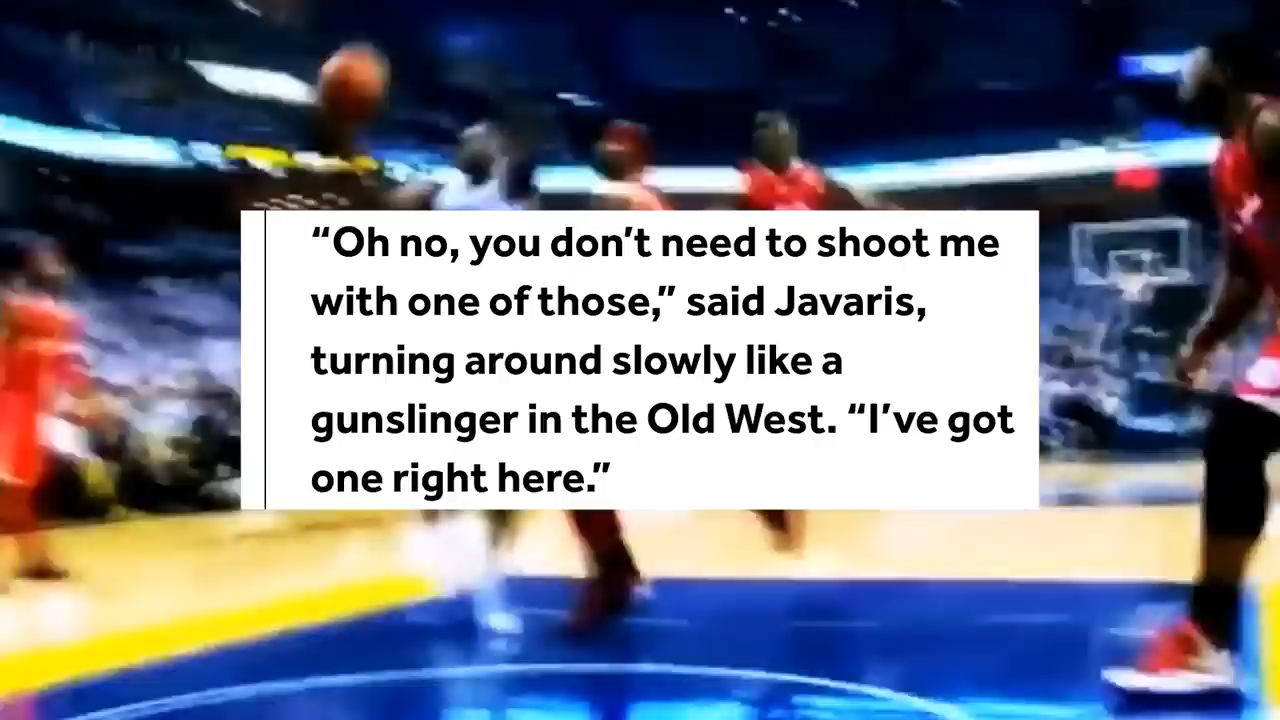 “Oh no, you don’t need to shoot me
with one of those,” said Javaris,
turning around slowly like a
gunslinger in the Old West. “I’ve got
one right here.”